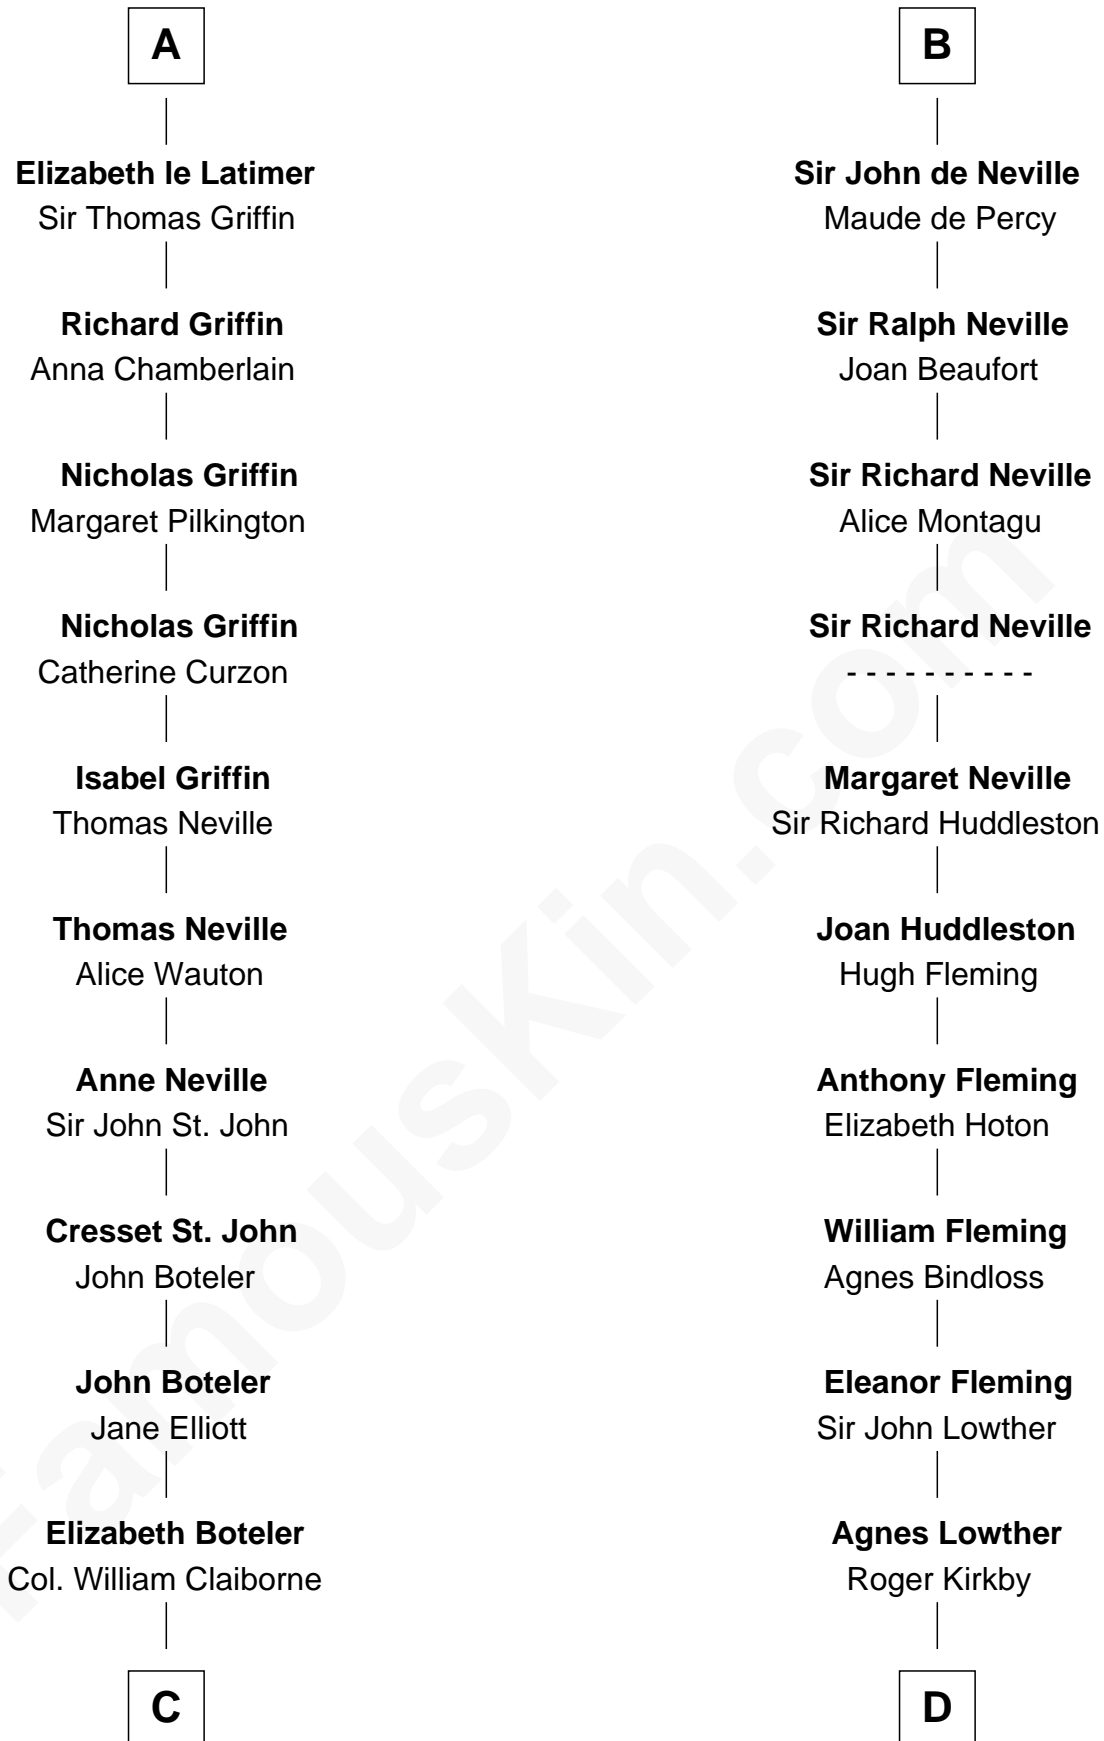 A
Elizabeth le Latimer
Sir Thomas Griffin
Richard Griffin
Anna Chamberlain
Nicholas Griffin
Margaret Pilkington
Nicholas Griffin
Catherine Curzon
Isabel Griffin
Thomas Neville
Thomas Neville
Alice Wauton
Anne Neville
Sir John St. John
Cresset St. John
John Boteler
John Boteler
Jane Elliott
Elizabeth Boteler
Col. William Claiborne
C
B
Sir John de Neville
Maude de Percy
Sir Ralph Neville
Joan Beaufort
Sir Richard Neville
Alice Montagu
Sir Richard Neville
- - - - - - - - - -
Margaret Neville
Sir Richard Huddleston
Joan Huddleston
Hugh Fleming
Anthony Fleming
Elizabeth Hoton
William Fleming
Agnes Bindloss
Eleanor Fleming
Sir John Lowther
Agnes Lowther
Roger Kirkby
D
FamousKin.com